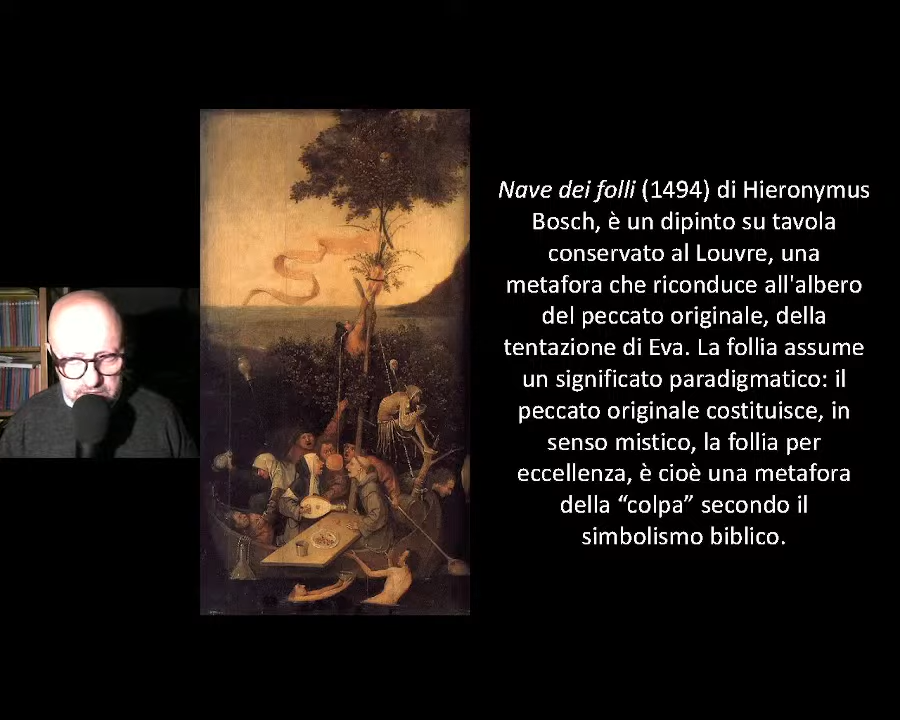 Nave dei folli (1494) di Hieronymus
Bosch, è un dipinto su tavola
conservato al Louvre, una
metafora che riconduce all'albero
del peccato originale, della
tentazione di Eva. La follia assume
un significato paradigmatico: il
peccato originale costituisce, in
senso mistico, la follia per
eccellenza, è cioè una metafora
della “colpa” secondo il
simbolismo biblico.